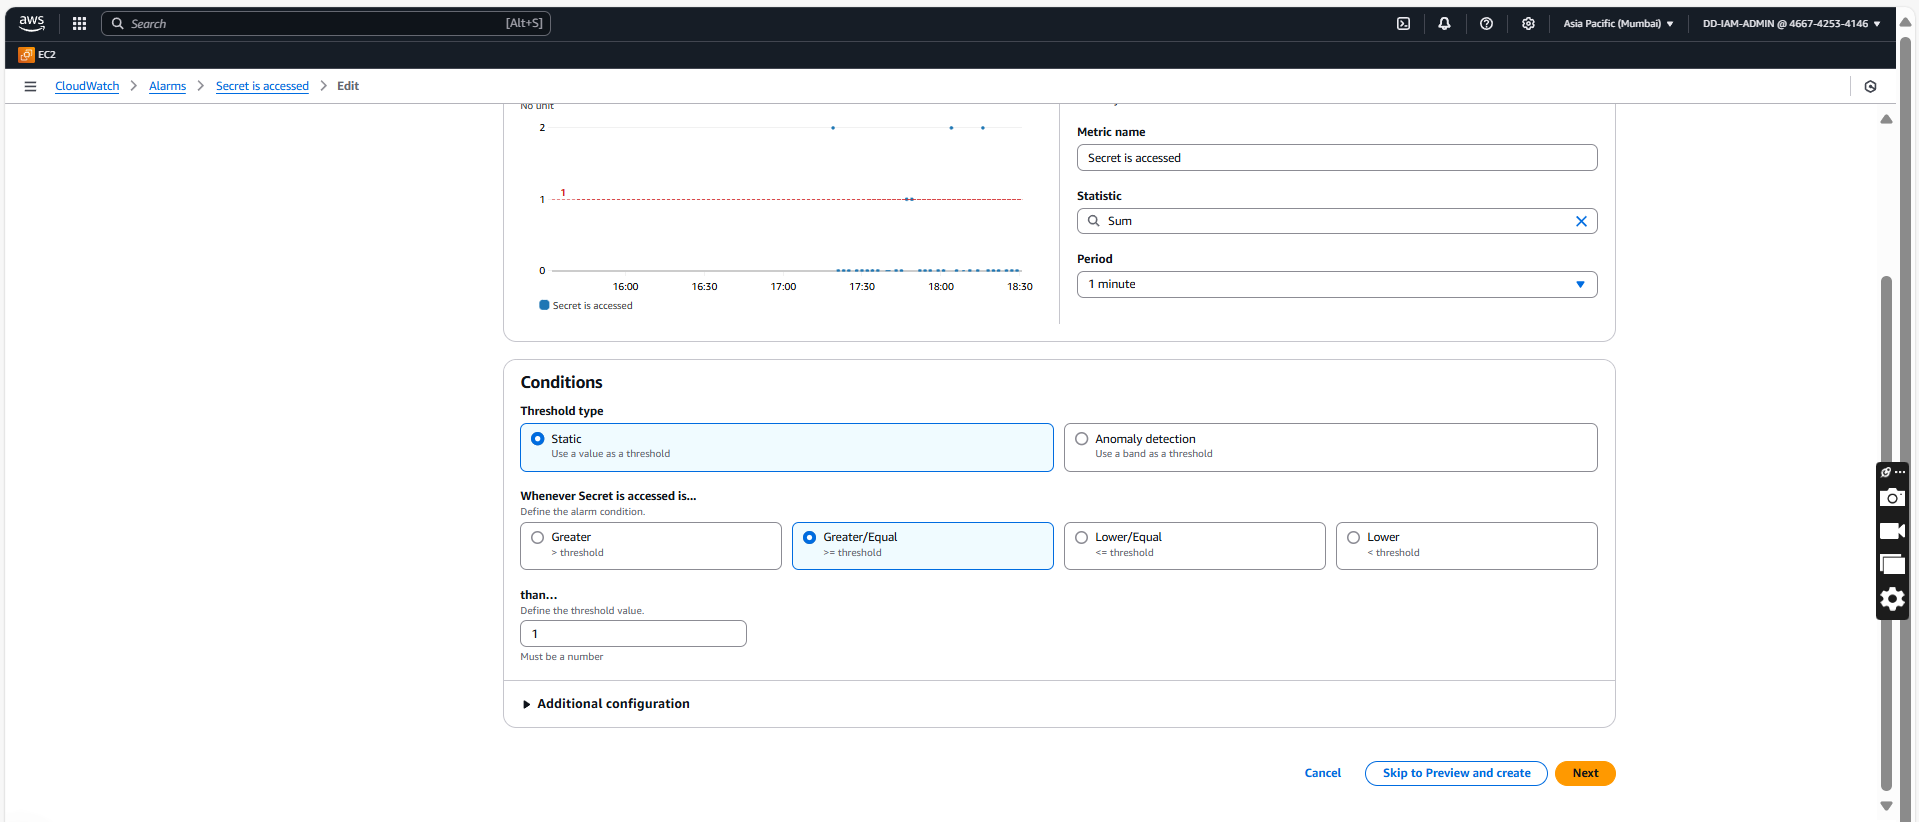 aws
Search
[Alt+S]
Asia Pacific (Mumbai)
DD-IAM-ADMIN @ 4667-4253-4146
EC2
CloudWatch
Alarms
Secret is accessed
Edit
No unit
2
1
1
0
16:00
16:30
17:00
17:30
18:00
18:30
Secret is accessed
Metric name
Secret is accessed
Statistic
Sum
Period
1 minute
Conditions
Threshold type
Static
Use a value as a threshold
Anomaly detection
Use a band as a threshold
Whenever Secret is accessed is...
Define the alarm condition.
Greater
> threshold
Greater/Equal
>= threshold
Lower/Equal
<= threshold
Lower
< threshold
than...
Define the threshold value.
1
Must be a number
Additional configuration
Cancel
Skip to Preview and create
Next